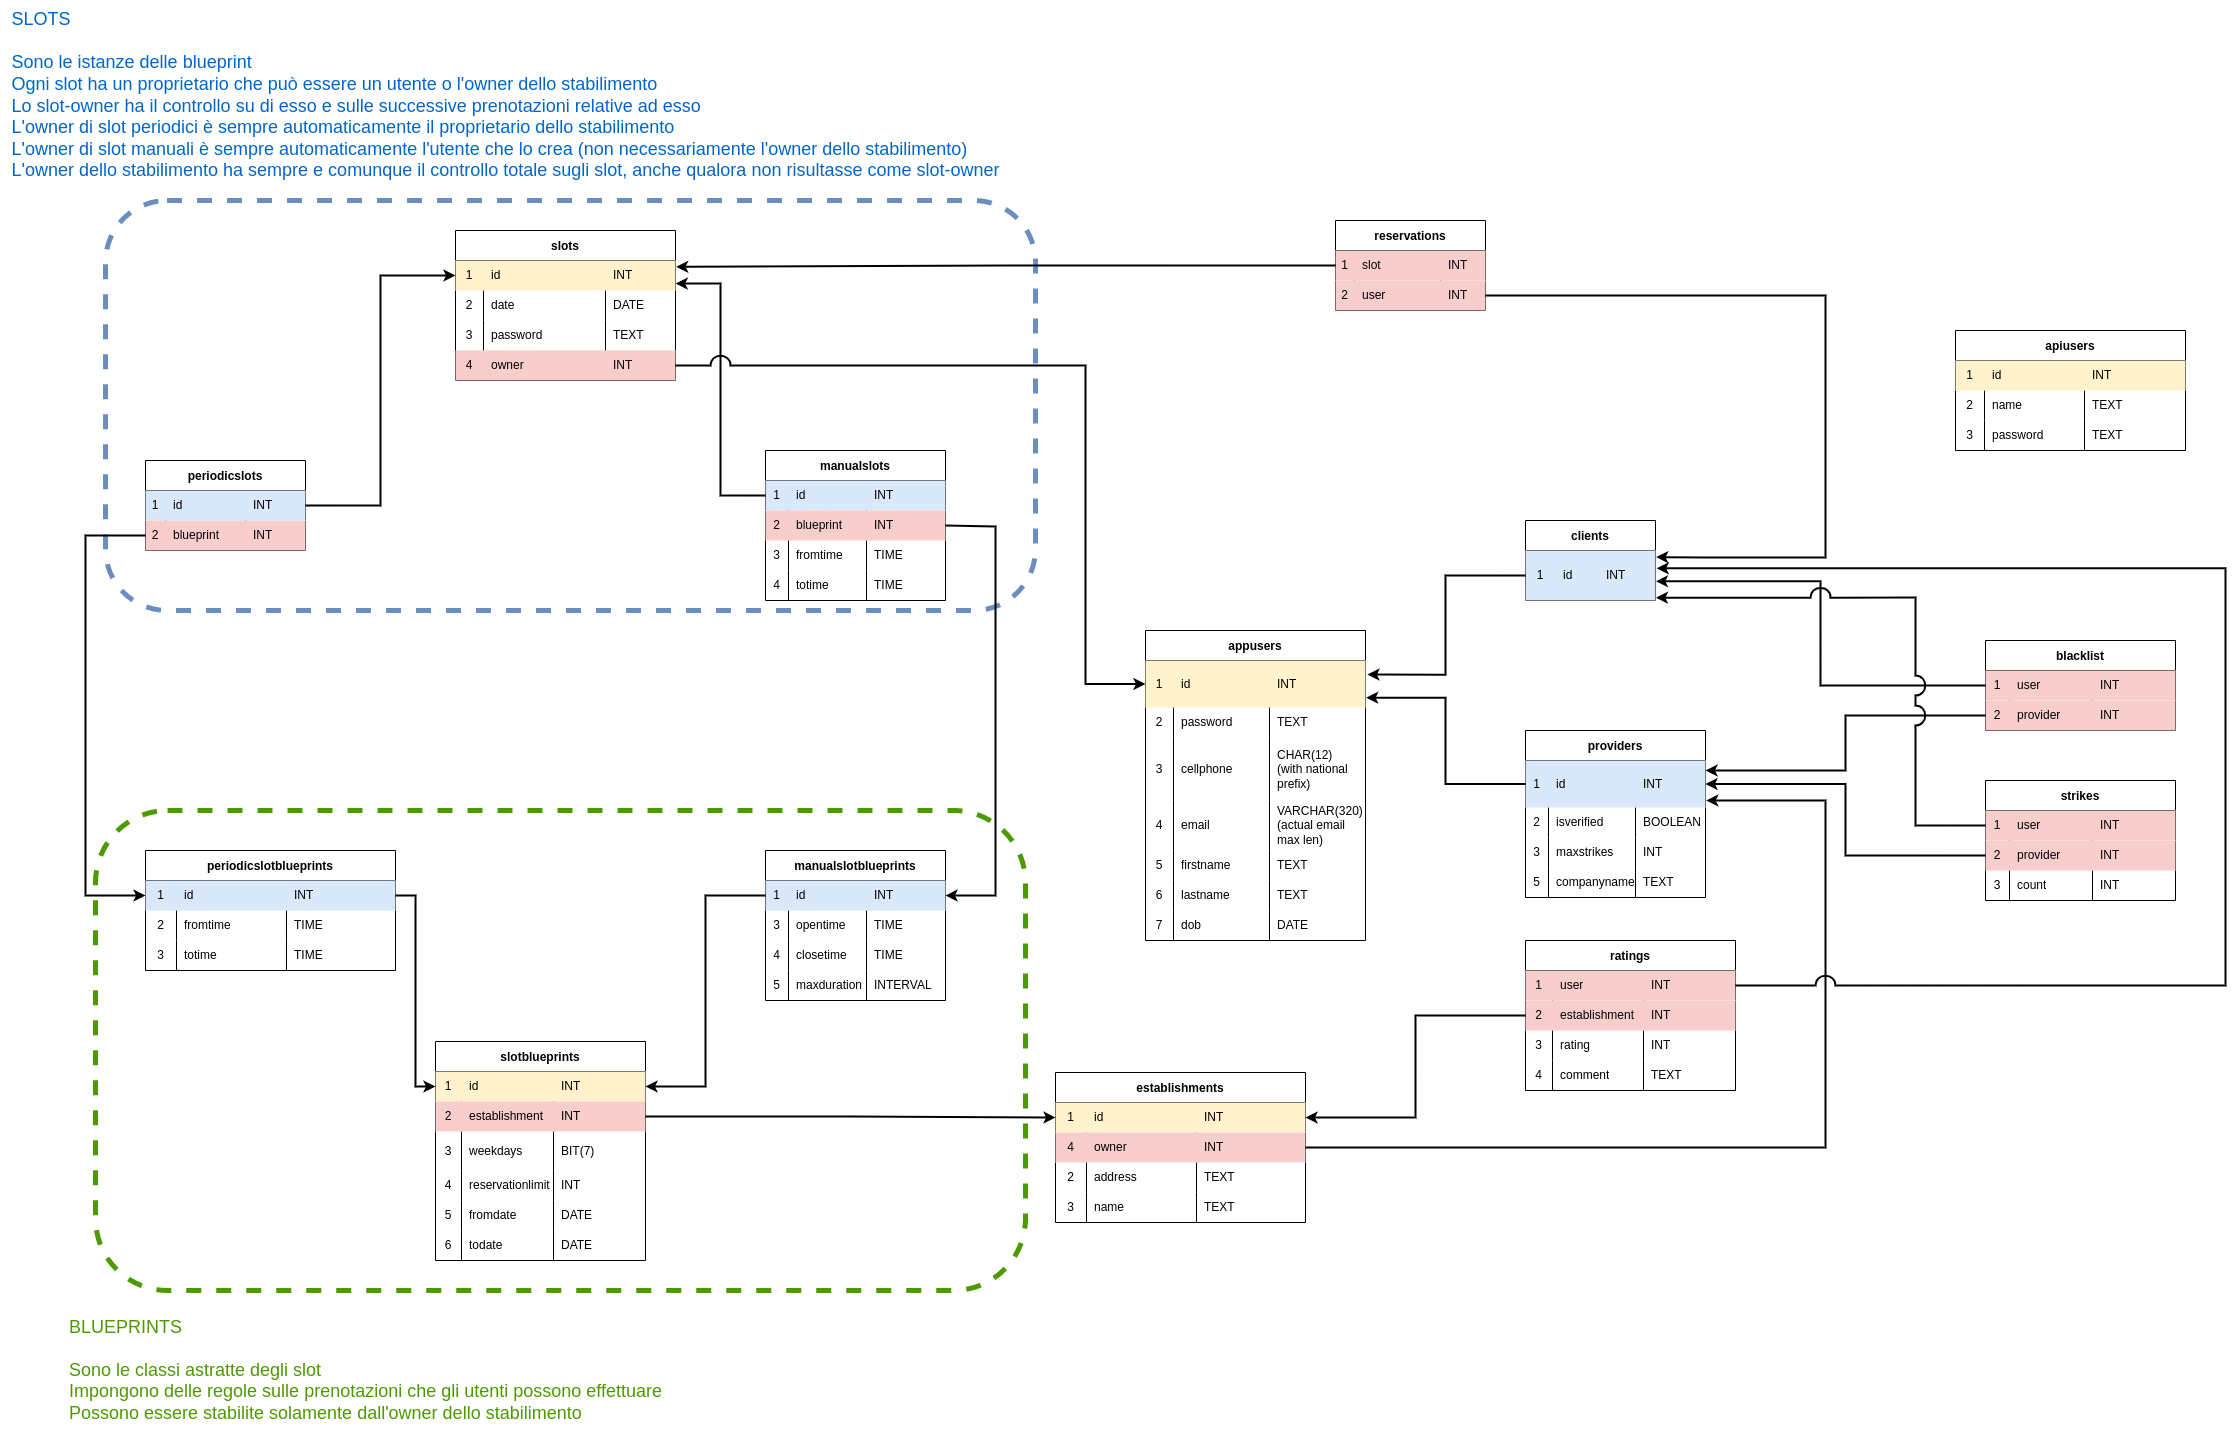 SLOTS
Sono le istanze delle blueprint
Ogni slot ha un proprietario che può essere un utente o l'owner dello stabilimento
Lo slot-owner ha il controllo su di esso e sulle successive prenotazioni relative ad esso
L'owner di slot periodici è sempre automaticamente il proprietario dello stabilimento
L'owner di slot manuali è sempre automaticamente l'utente che lo crea (non necessariamente l'owner dello stabilimento)
L'owner dello stabilimento ha sempre e comunque il controllo totale sugli slot, anche qualora non risultasse come slot-owner
slots
1 id INT
2 date DATE
3 password TEXT
4 owner INT
reservations
1 slot INT
2 user INT
apiusers
1 id INT
2 name TEXT
3 password TEXT
periodicslots
1 id INT
2 blueprint INT
manualslots
1 id INT
2 blueprint INT
3 fromtime TIME
4 totime TIME
clients
1 id INT
appusers
1 id INT
2 password TEXT
3 cellphone CHAR(12)
(with national
prefix)
4 email VARCHAR(320)
(actual email
max len)
5 firstname TEXT
6 lastname TEXT
7 dob DATE
blacklist
1 user INT
2 provider INT
providers
1 id INT
2 isverified BOOLEAN
3 maxstrikes INT
5 companyname TEXT
strikes
1 user INT
2 provider INT
3 count INT
periodicslotblueprints
1 id INT
2 fromtime TIME
3 totime TIME
manualslotblueprints
1 id INT
3 opentime TIME
4 closetime TIME
5 maxduration INTERVAL
ratings
1 user INT
2 establishment INT
3 rating INT
4 comment TEXT
slotblueprints
1 id INT
2 establishment INT
3 weekdays BIT(7)
4 reservationlimit INT
5 fromdate DATE
6 todate DATE
establishments
1 id INT
4 owner INT
2 address TEXT
3 name TEXT
BLUEPRINTS
Sono le classi astratte degli slot
Impongono delle regole sulle prenotazioni che gli utenti possono effettuare
Possono essere stabilite solamente dall'owner dello stabilimento